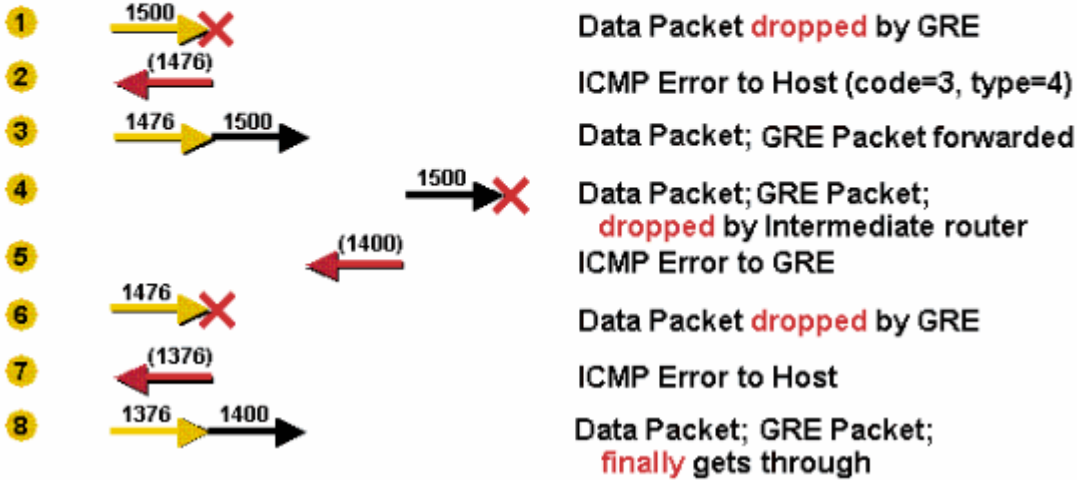 1 1500 Data Packet dropped by GRE
2 (1476) ICMP Error to Host (code=3, type=4)
3 1476 1500 Data Packet; GRE Packet forwarded
4 1500 Data Packet; GRE Packet;
dropped by Intermediate router
5 (1400) ICMP Error to GRE
6 1476 Data Packet dropped by GRE
7 (1376) ICMP Error to Host
8 1376 1400 Data Packet; GRE Packet;
finally gets through